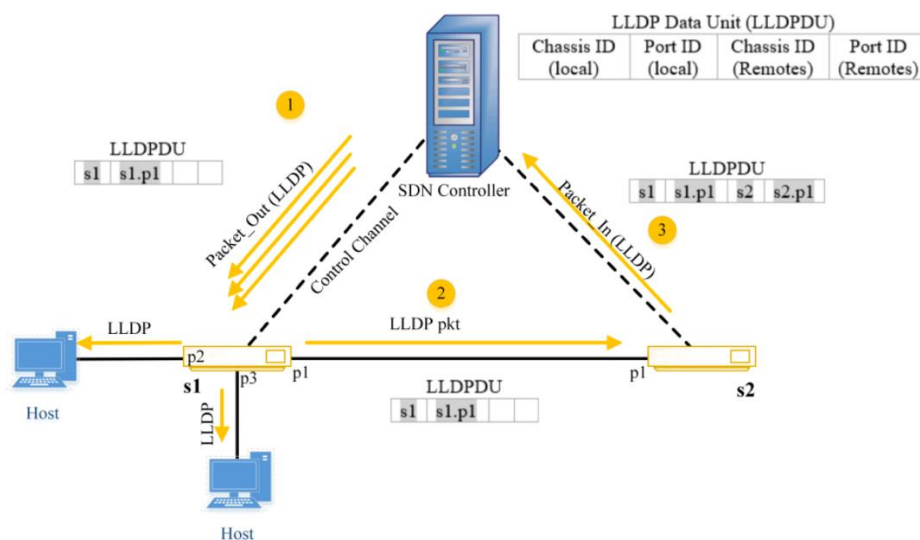 LLDP Data Unit (LLDPDU)
Chassis ID (local)
Port ID (local)
Chassis ID (Remotes)
Port ID (Remotes)
1
LLDPDU
s1 s1.p1
Packet_Out (LLDP)
Control Channel
SDN Controller
LLDPDU
s1 s1.p1 s2 s2.p1
Packet_In (LLDP)
3
2
LLDP
LLDP pkt
p2
s1
p3
p1
p1
s2
Host
LLDP
LLDPDU
s1 s1.p1
Host